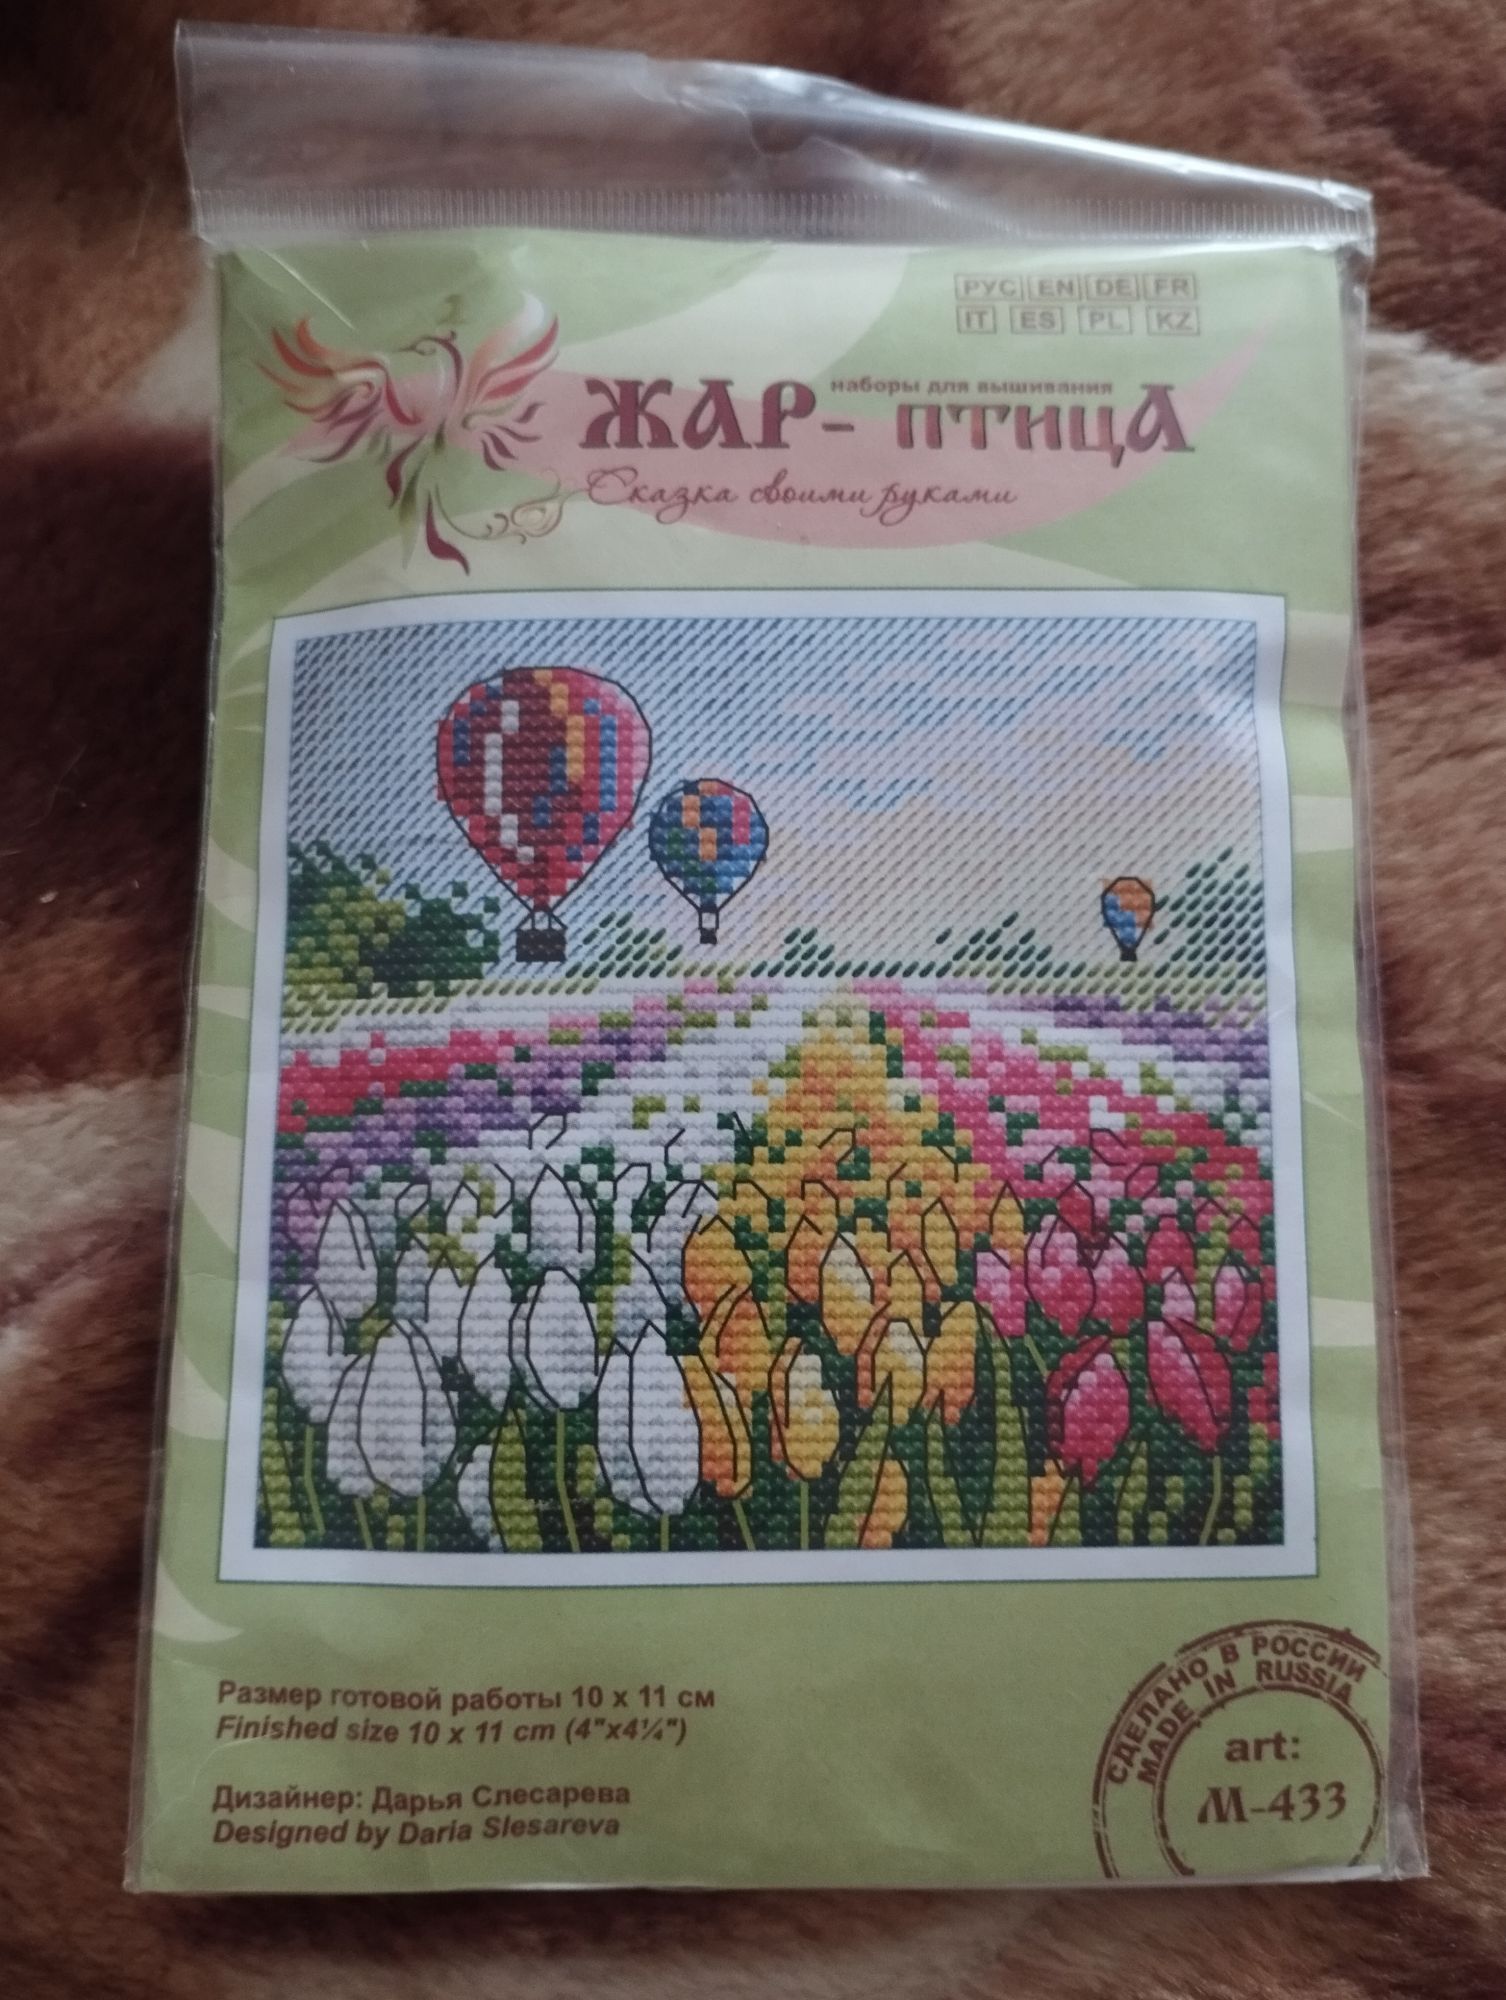 РУС EN DE FR
IT ES PL KZ
наборы для вышивания
ЖАР-ПТИЦА
Сказка своими руками
Размер готовой работы 10 х 11 см
Finished size 10 x 11 cm (4"x4¼")
Дизайнер: Дарья Слесарева
Designed by Daria Slesareva
СДЕЛАНО В РОССИИ
MADE IN RUSSIA
art:
М-433